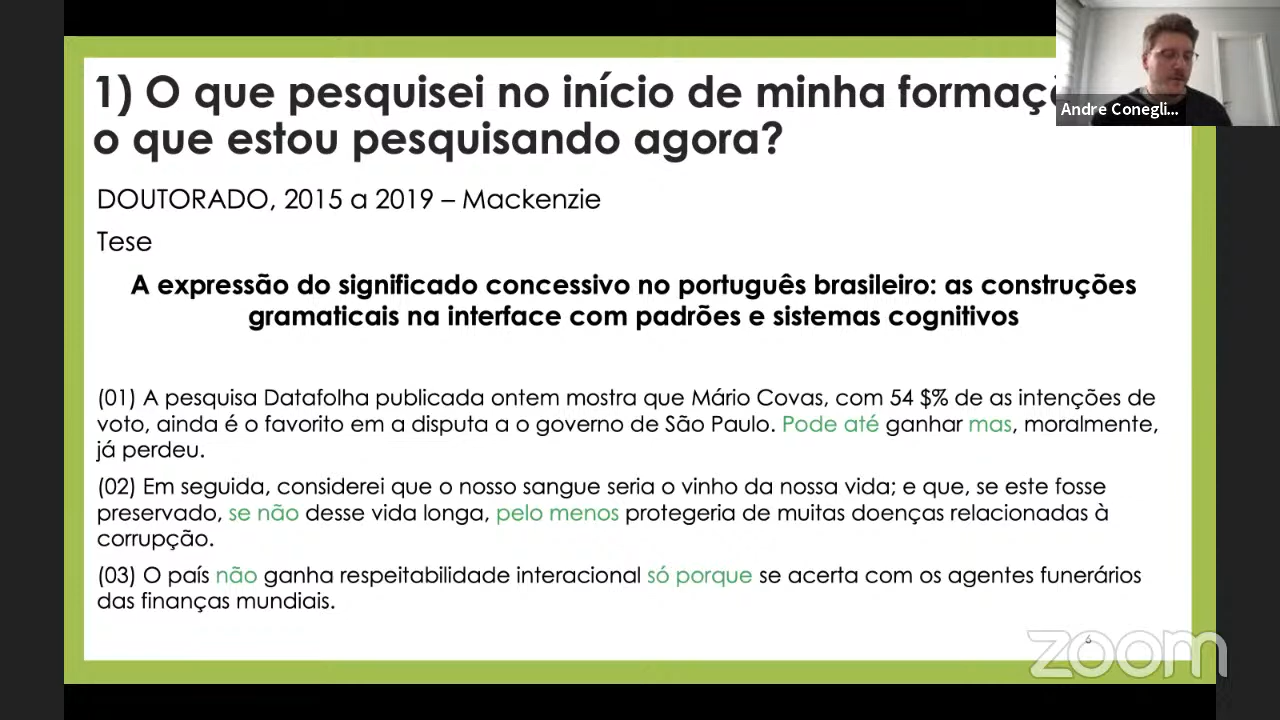 1) O que pesquisei no início de minha formaç
o que estou pesquisando agora?
Andre Conegli...
DOUTORADO, 2015 a 2019 – Mackenzie
Tese
A expressão do significado concessivo no português brasileiro: as construções
gramaticais na interface com padrões e sistemas cognitivos
(01) A pesquisa Datafolha publicada ontem mostra que Mário Covas, com 54 $% de as intenções de
voto, ainda é o favorito em a disputa a o governo de São Paulo. Pode até ganhar mas, moralmente,
já perdeu.
(02) Em seguida, considerei que o nosso sangue seria o vinho da nossa vida; e que, se este fosse
preservado, se não desse vida longa, pelo menos protegeria de muitas doenças relacionadas à
corrupção.
(03) O país não ganha respeitabilidade interacional só porque se acerta com os agentes funerários
das finanças mundiais.
6
zoom